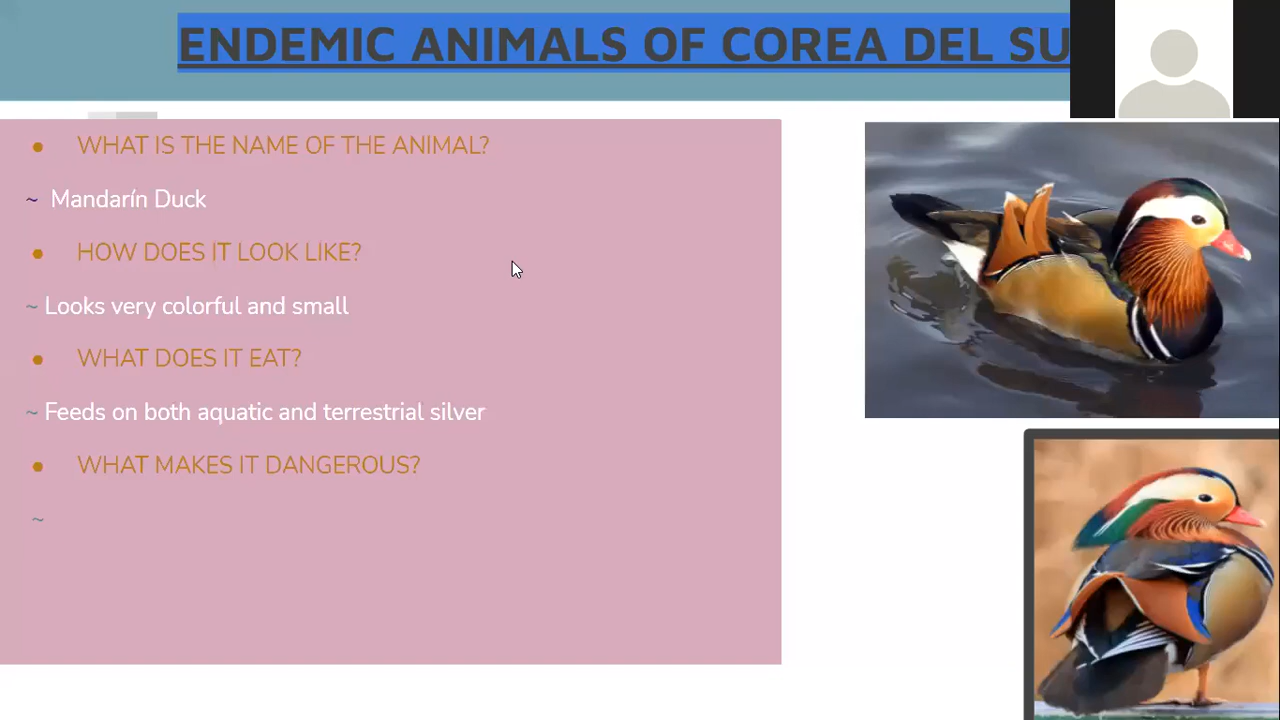 ENDEMIC ANIMALS OF COREA DEL SU
● WHAT IS THE NAME OF THE ANIMAL?
~ Mandarín Duck
● HOW DOES IT LOOK LIKE?
~ Looks very colorful and small
● WHAT DOES IT EAT?
~ Feeds on both aquatic and terrestrial silver
● WHAT MAKES IT DANGEROUS?
~